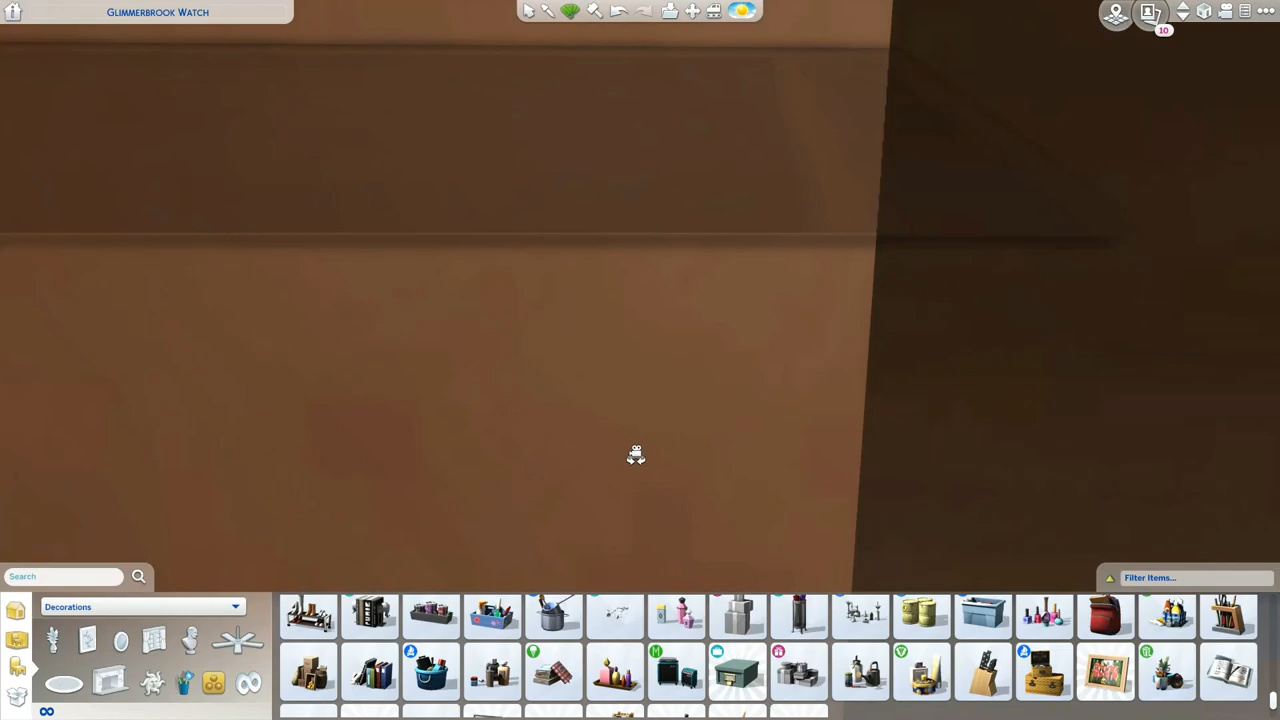 Glimmerbrook Watch
10
Search
Filter Items...
Decorations
M
V